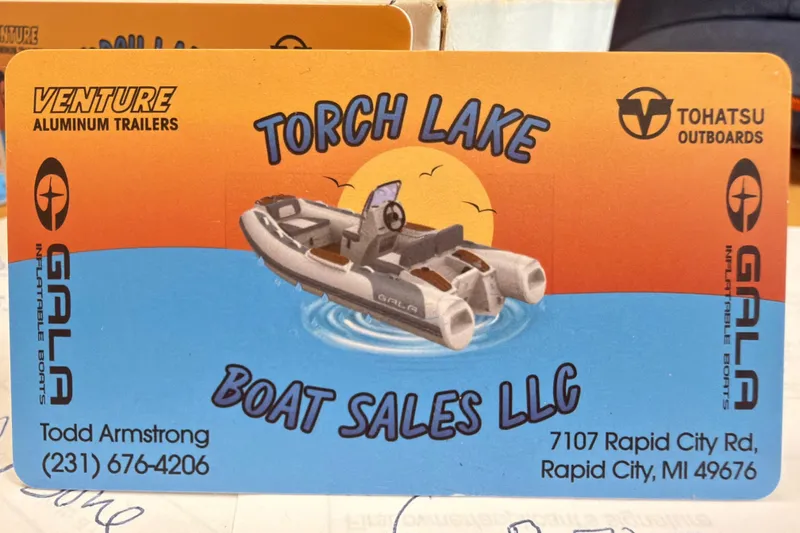 VENTURE
ALUMINUM TRAILERS
TORCH LAKE
TOHATSU
OUTBOARDS
GALA
INFLATABLE BOATS
GALA
GALA
INFLATABLE BOATS
BOAT SALES LLC
Todd Armstrong
(231) 676-4206
7107 Rapid City Rd,
Rapid City, MI 49676